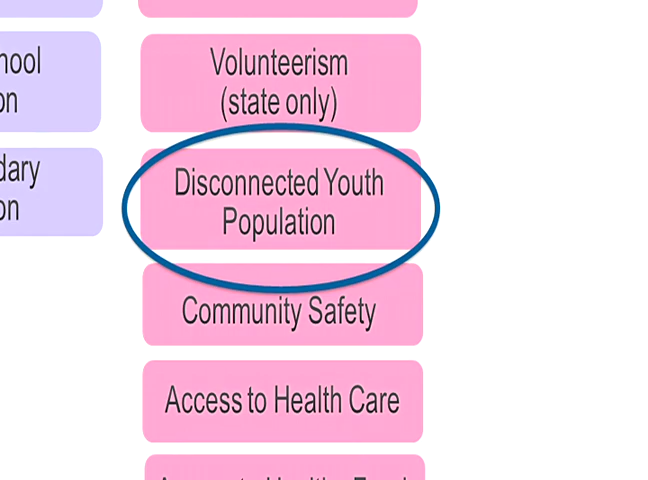 hool
on
dary
on
Volunteerism
(state only)
Disconnected Youth
Population
Community Safety
Access to Health Care